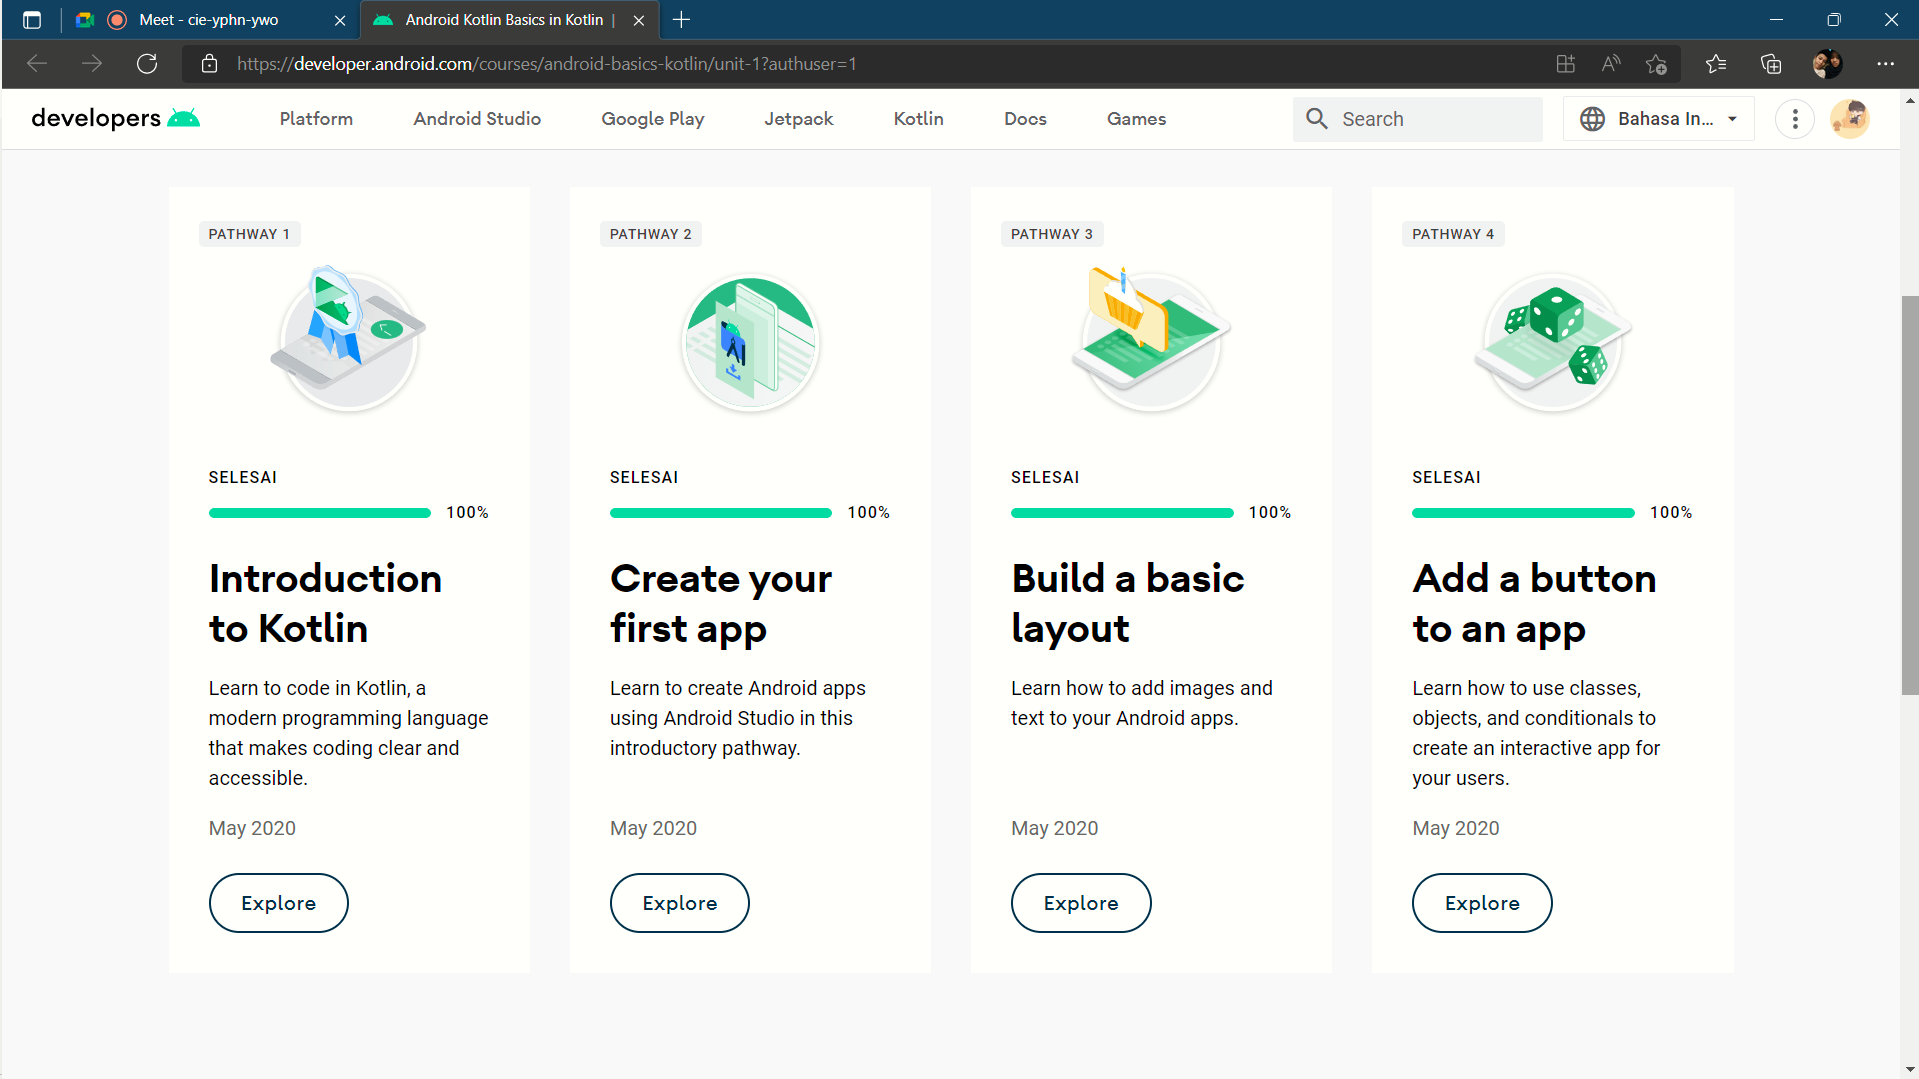 Meet - cie-yphn-ywo
Android Kotlin Basics in Kotlin |
https://developer.android.com/courses/android-basics-kotlin/unit-1?authuser=1
developers
Platform
Android Studio
Google Play
Jetpack
Kotlin
Docs
Games
Search
Bahasa In...
PATHWAY 1
SELESAI
100%
Introduction
to Kotlin
Learn to code in Kotlin, a
modern programming language
that makes coding clear and
accessible.
May 2020
Explore
PATHWAY 2
SELESAI
100%
Create your
first app
Learn to create Android apps
using Android Studio in this
introductory pathway.
May 2020
Explore
PATHWAY 3
SELESAI
100%
Build a basic
layout
Learn how to add images and
text to your Android apps.
May 2020
Explore
PATHWAY 4
SELESAI
100%
Add a button
to an app
Learn how to use classes,
objects, and conditionals to
create an interactive app for
your users.
May 2020
Explore